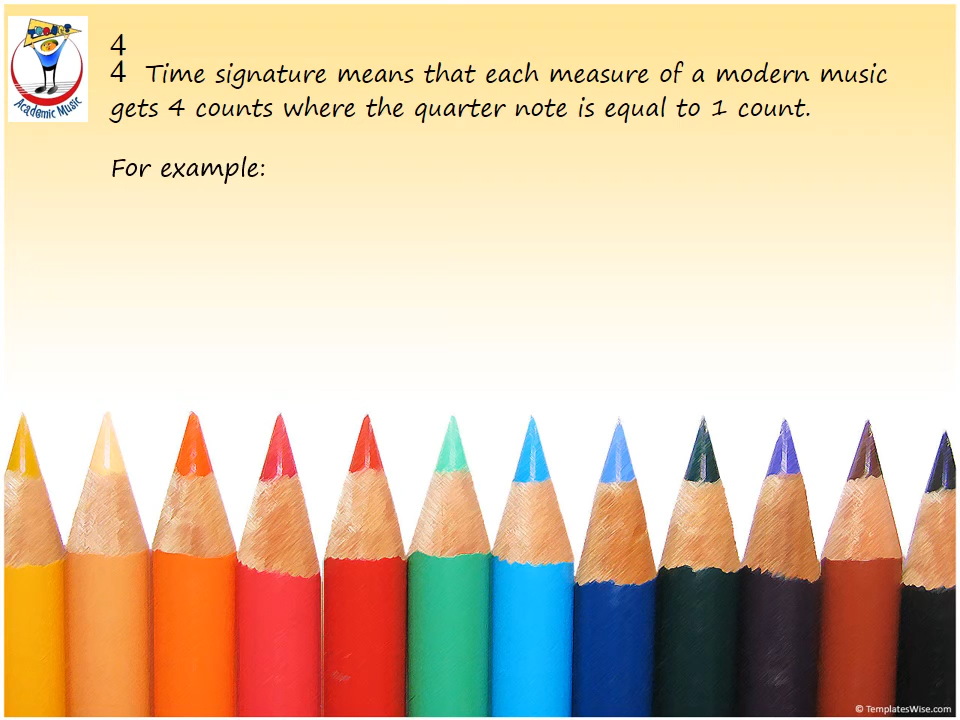 4
4 Time signature means that each measure of a modern music
gets 4 counts where the quarter note is equal to 1 count.
For example:
Academic Music
© TemplatesWise.com